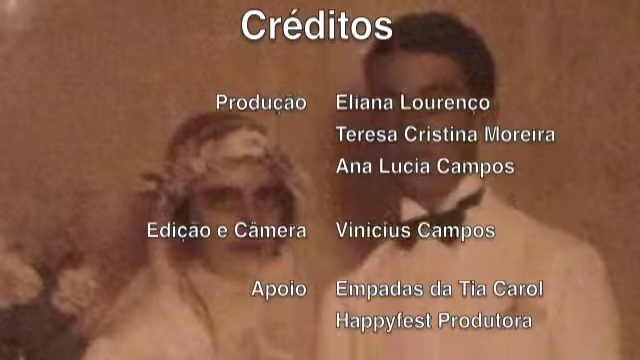 Créditos
Produção Eliana Lourenço
Teresa Cristina Moreira
Ana Lucia Campos
Edição e Câmera Vinicius Campos
Apoio Empadas da Tia Carol
Happyfest Produtora